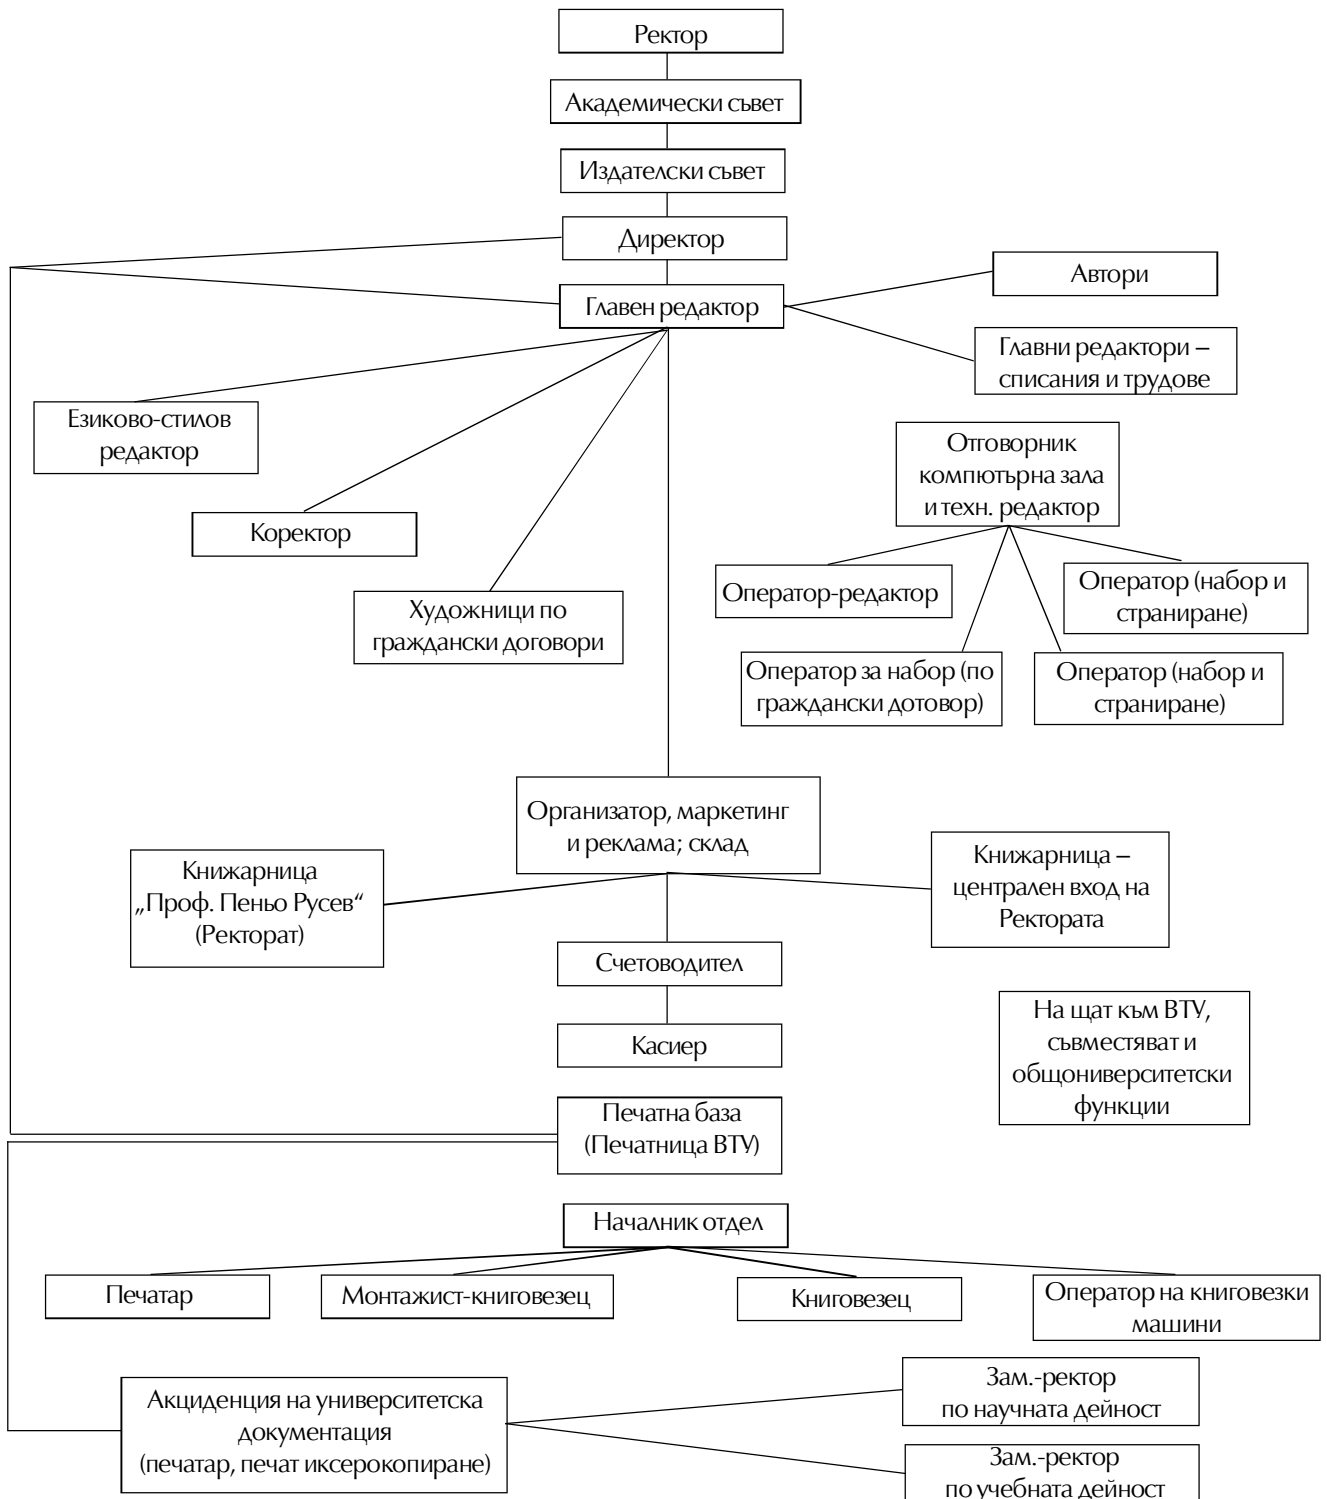 Ректор
Академически съвет
Издателски съвет
Директор
Главен редактор
Автори
Главни редактори –
списания и трудове
Езиково-стилов
редактор
Коректор
Художници по
граждански договори
Отговорник
компютърна зала
и техн. редактор
Оператор-редактор
Оператор (набор и
страниране)
Оператор за набор (по
граждански дотовор)
Оператор (набор и
страниране)
Организатор, маркетинг
и реклама; склад
Книжарница
„Проф. Пеньо Русев“
(Ректорат)
Книжарница –
централен вход на
Ректората
Счетоводител
Касиер
На щат към ВТУ,
съвместяват и
общониверситетски
функции
Печатна база
(Печатница ВТУ)
Началник отдел
Печатар
Монтажист-книговезец
Книговезец
Оператор на книговезки
машини
Акциденция на университетска
документация
(печатар, печат иксерокопиране)
Зам.-ректор
по научната дейност
Зам.-ректор
по учебната дейност